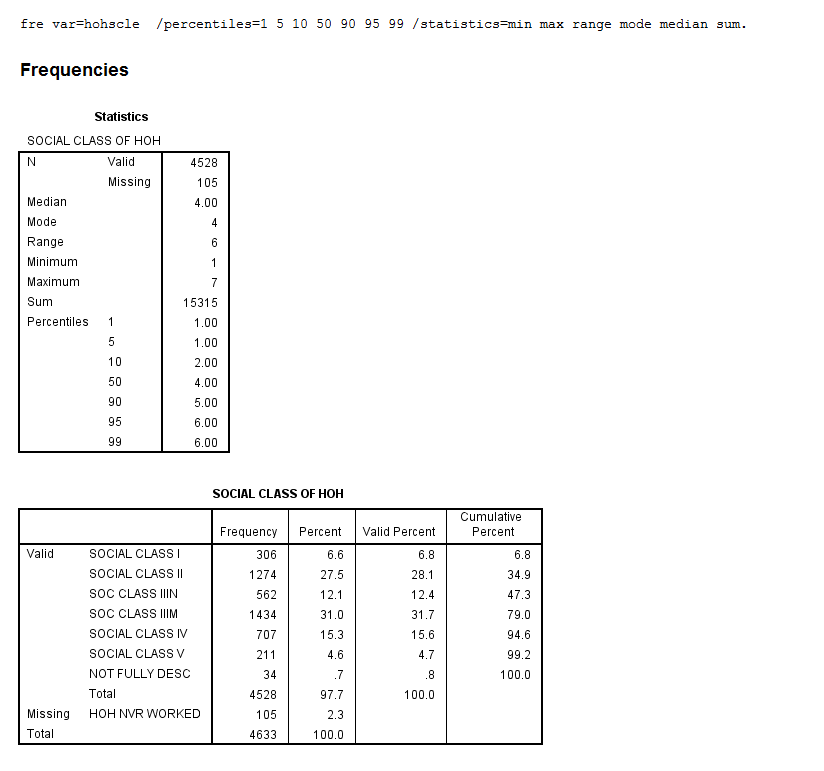 fre var=hohscle /percentiles=1 5 10 50 90 95 99 /statistics=min max range mode median sum.
Frequencies
Statistics
SOCIAL CLASS OF HOH
N Valid 4528
Missing 105
Median 4.00
Mode 4
Range 6
Minimum 1
Maximum 7
Sum 15315
Percentiles 1 1.00
5 1.00
10 2.00
50 4.00
90 5.00
95 6.00
99 6.00
SOCIAL CLASS OF HOH
Frequency Percent Valid Percent Cumulative Percent
Valid SOCIAL CLASS I 306 6.6 6.8 6.8
SOCIAL CLASS II 1274 27.5 28.1 34.9
SOC CLASS IIIN 562 12.1 12.4 47.3
SOC CLASS IIIM 1434 31.0 31.7 79.0
SOCIAL CLASS IV 707 15.3 15.6 94.6
SOCIAL CLASS V 211 4.6 4.7 99.2
NOT FULLY DESC 34 .7 .8 100.0
Total 4528 97.7 100.0
Missing HOH NVR WORKED 105 2.3
Total 4633 100.0